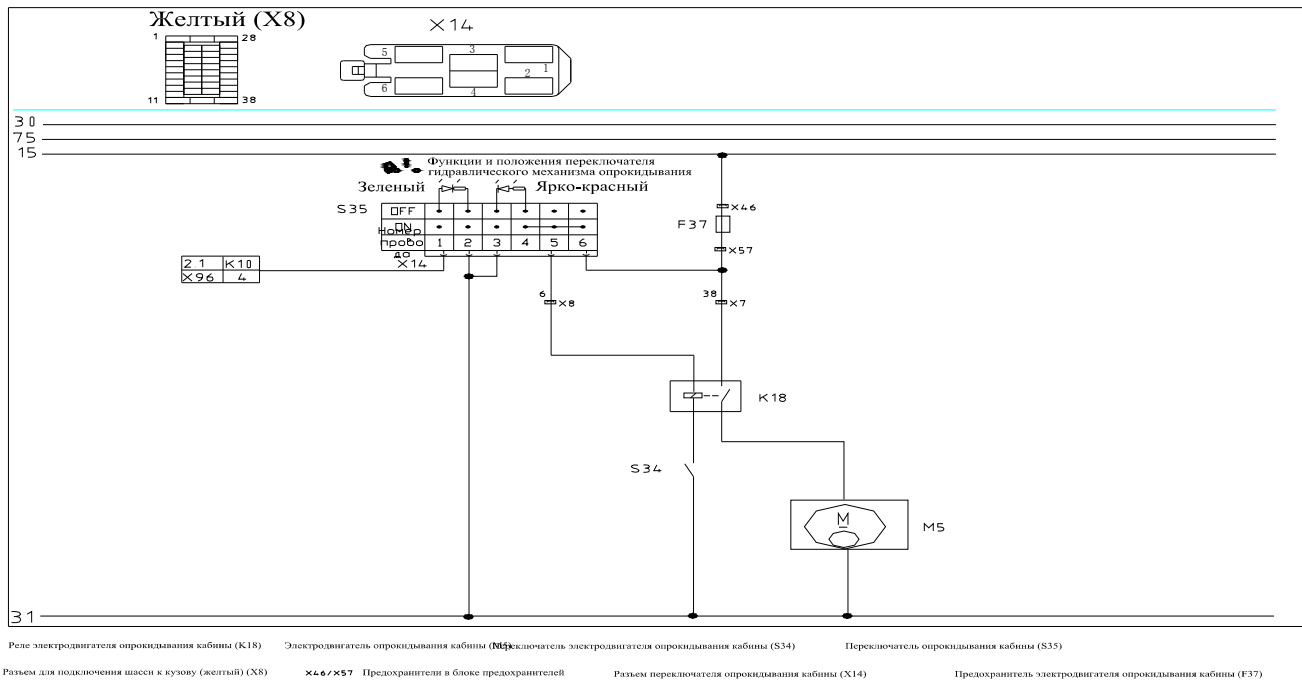 Желтый (X8)
X14
1 28
11 38
5 3 1
2
6 4
30
75
15
Функции и положения переключателя
гидравлического механизма опрокидывания
Зеленый Ярко-красный
S35 OFF
ON
Номер
прово 1 2 3 4 5 6
да
X14
21 K10
X96 4
X46
F37
X57
6 X8
38 X7
K18
S34
M
M5
31
Реле электродвигателя опрокидывания кабины (K18) Электродвигатель опрокидывания кабины (M5) Переключатель электродвигателя опрокидывания кабины (S34) Переключатель опрокидывания кабины (S35)
Разъем для подключения шасси к кузову (желтый) (X8) X46/X57 Предохранители в блоке предохранителей Разъем переключателя опрокидывания кабины (X14) Предохранитель электродвигателя опрокидывания кабины (F37)